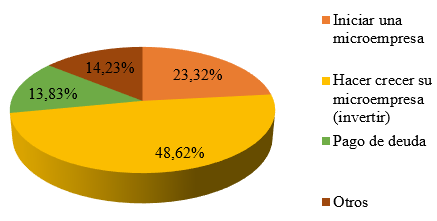 14,23%
23,32%
13,83%
48,62%
Iniciar una
microempresa
Hacer crecer su
microempresa
(invertir)
Pago de deuda
Otros